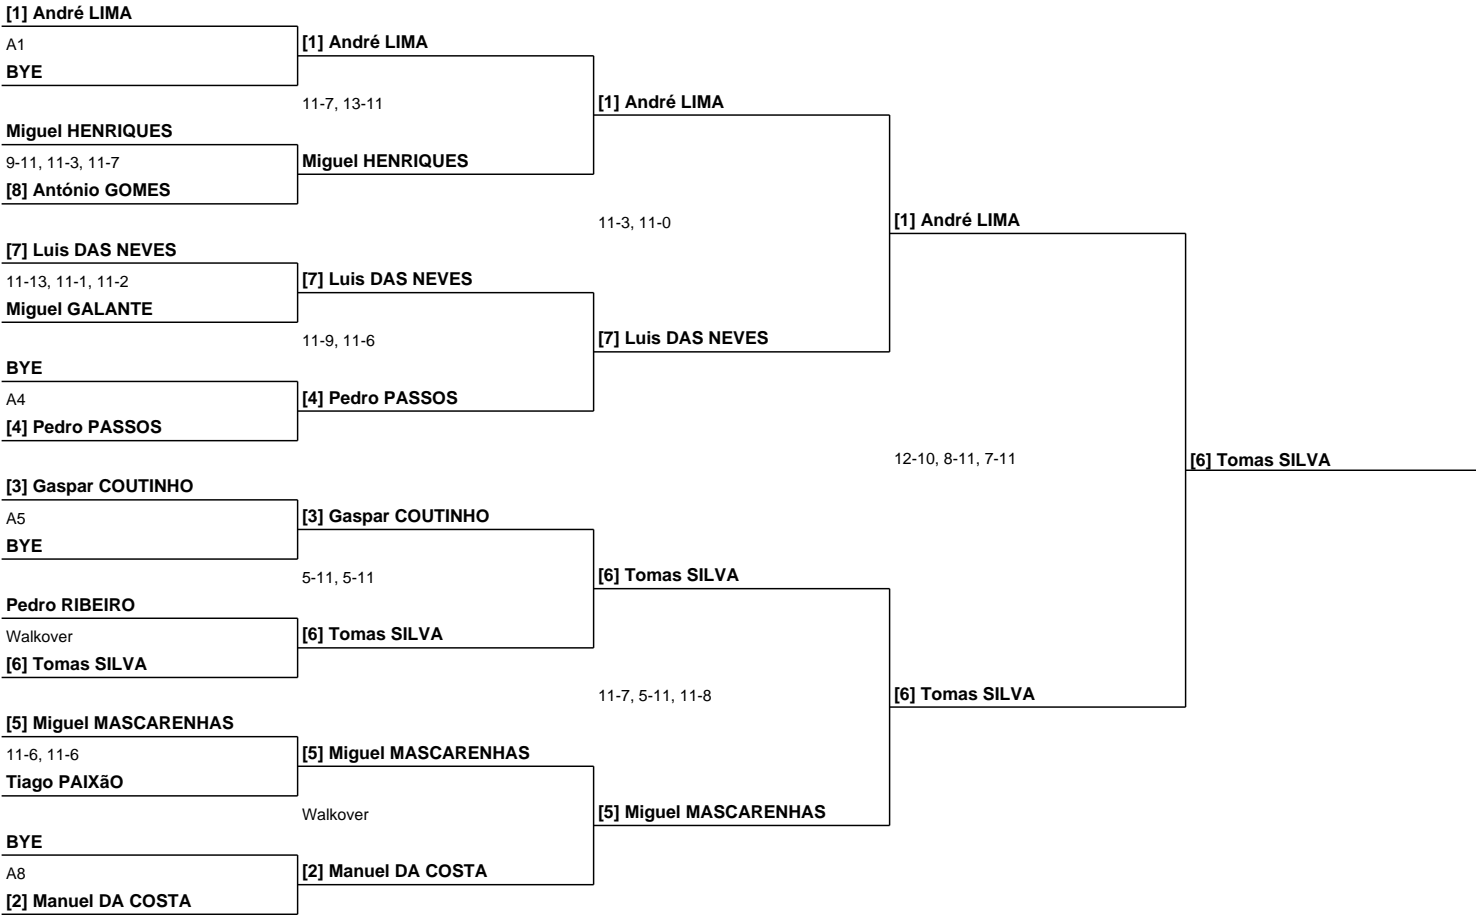 [1] André LIMA
A1
BYE
[1] André LIMA
11-7, 13-11
[1] André LIMA
Miguel HENRIQUES
9-11, 11-3, 11-7
[8] António GOMES
Miguel HENRIQUES
11-3, 11-0
[1] André LIMA
[7] Luis DAS NEVES
11-13, 11-1, 11-2
Miguel GALANTE
[7] Luis DAS NEVES
11-9, 11-6
[7] Luis DAS NEVES
BYE
A4
[4] Pedro PASSOS
[4] Pedro PASSOS
12-10, 8-11, 7-11
[6] Tomas SILVA
[3] Gaspar COUTINHO
A5
BYE
[3] Gaspar COUTINHO
5-11, 5-11
[6] Tomas SILVA
Pedro RIBEIRO
Walkover
[6] Tomas SILVA
[6] Tomas SILVA
11-7, 5-11, 11-8
[6] Tomas SILVA
[5] Miguel MASCARENHAS
11-6, 11-6
Tiago PAIXãO
[5] Miguel MASCARENHAS
Walkover
[5] Miguel MASCARENHAS
BYE
A8
[2] Manuel DA COSTA
[2] Manuel DA COSTA